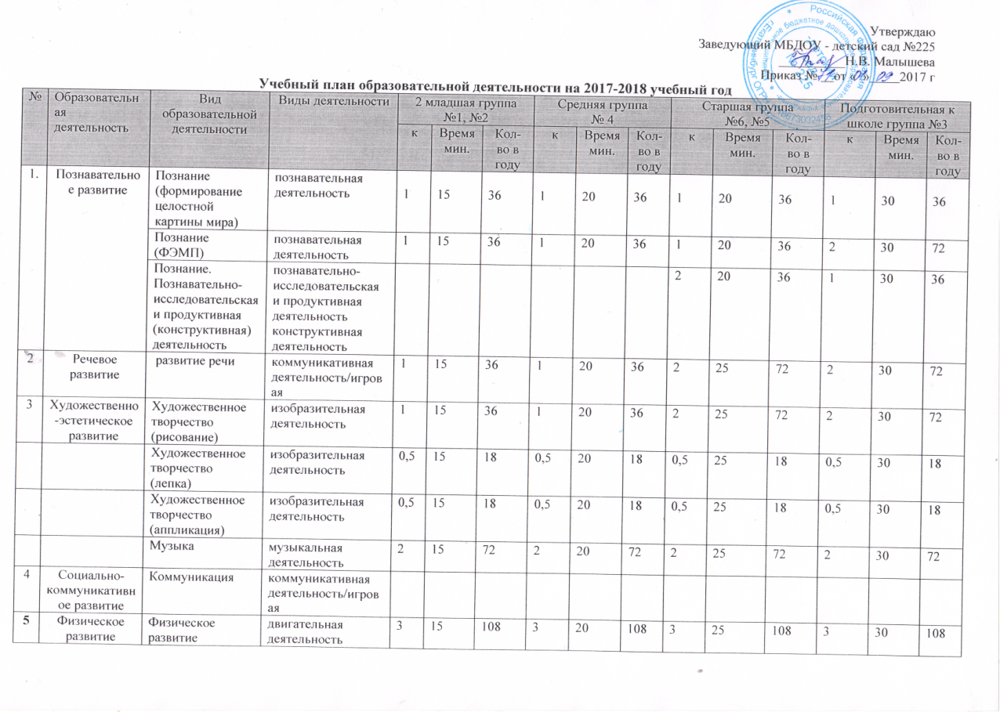 Утверждаю
Заведующий МБДОУ - детский сад №225
Н.В. Малышева
Приказ № от « » 09 2017 г
Учебный план образовательной деятельности на 2017-2018 учебный год
№ Образовательн Вид Виды деятельности 2 младшая группа Средняя группа Старшая группа Подготовительная к
ая образовательной №1, №2 № 4 №6, №5 школе группа №3
деятельность деятельности к Время Кол- к Время Кол- к Время Кол- к Время Кол-
мин. во в мин. во в мин. во в мин. во в
году году году году
1. Познавательно Познание познавательная
е развитие (формирование деятельность 1 15 36 1 20 36 1 20 36 1 30 36
целостной
картины мира)
Познание познавательная 1 15 36 1 20 36 1 20 36 2 30 72
(ФЭМП) деятельность
Познание. познавательно- 2 20 36 1 30 36
Познавательно- исследовательская
исследовательская и продуктивная
и продуктивная деятельность
(конструктивная) конструктивная
деятельность деятельность
2 Речевое развитие речи коммуникативная 1 15 36 1 20 36 2 25 72 2 30 72
развитие деятельность/игров
ая
3 Художественно Художественное изобразительная 1 15 36 1 20 36 2 25 72 2 30 72
-эстетическое творчество деятельность
развитие (рисование)
Художественное изобразительная 0,5 15 18 0,5 20 18 0,5 25 18 0,5 30 18
творчество деятельность
(лепка)
Художественное изобразительная 0,5 15 18 0,5 20 18 0,5 25 18 0,5 30 18
творчество деятельность
(аппликация)
Музыка музыкальная 2 15 72 2 20 72 2 25 72 2 30 72
деятельность
4 Социально- Коммуникация коммуникативная
коммуникативн деятельность/игров
ое развитие ая
5 Физическое Физическое двигательная 3 15 108 3 20 108 3 25 108 3 30 108
развитие развитие деятельность